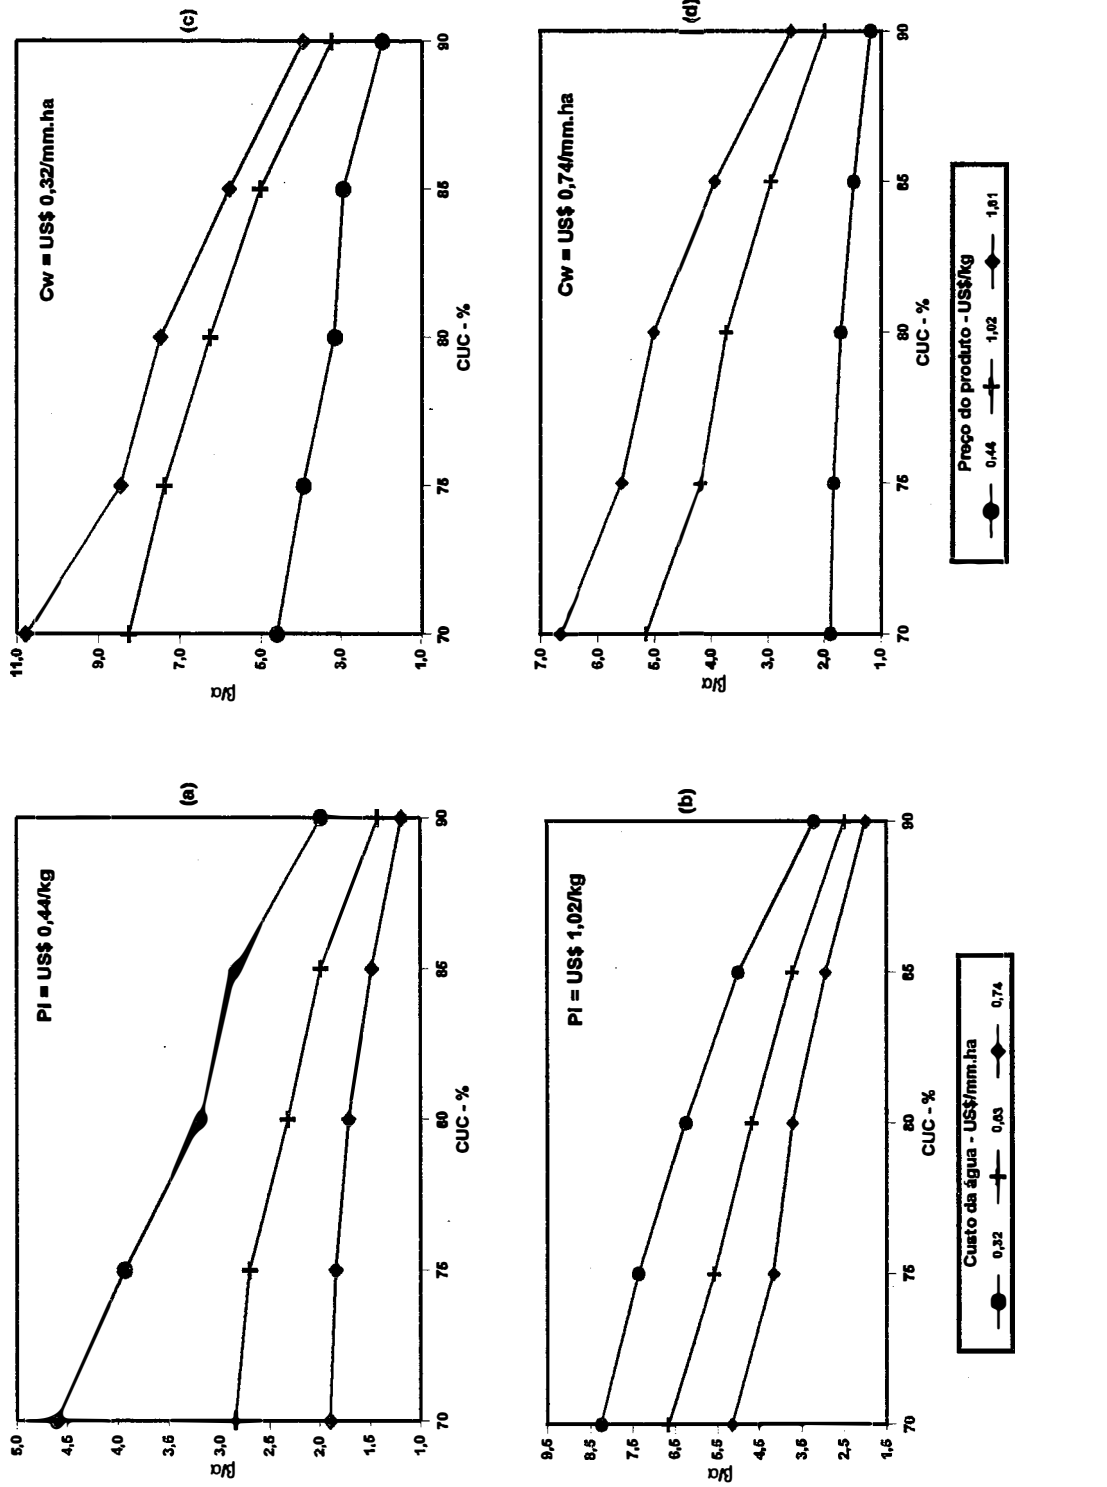 PI = US$ 0,44/kg
5,0
4,5
4,0
3,5
3,0
2,5
2,0
1,5
1,0
β/α
70
75
80
85
90
CUC - %
(a)
Cw = US$ 0,32/mm.ha
11,0
9,0
7,0
5,0
3,0
1,0
β/α
70
75
80
85
90
CUC - %
(c)
PI = US$ 1,02/kg
9,5
8,5
7,5
6,5
5,5
4,5
3,5
2,5
1,5
β/α
70
75
80
85
90
CUC - %
(b)
Cw = US$ 0,74/mm.ha
7,0
6,0
5,0
4,0
3,0
2,0
1,0
β/α
70
75
80
85
90
CUC - %
(d)
Custo da água - US$/mm.ha
0,32 0,53 0,74
Preço do produto - US$/kg
0,44 1,02 1,61